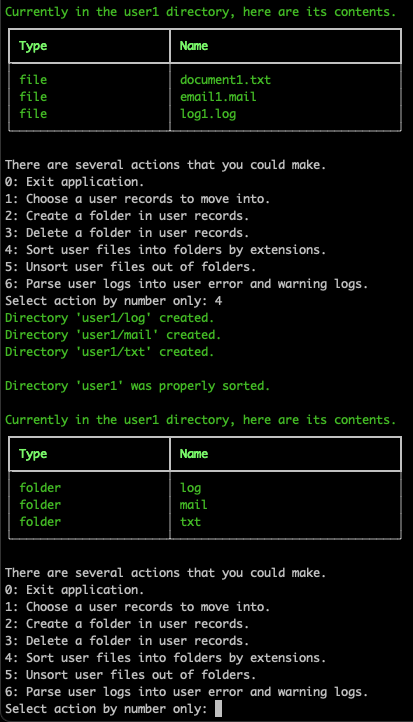 Currently in the user1 directory, here are its contents.
Type Name
file document1.txt
file email1.mail
file log1.log
There are several actions that you could make.
0: Exit application.
1: Choose a user records to move into.
2: Create a folder in user records.
3: Delete a folder in user records.
4: Sort user files into folders by extensions.
5: Unsort user files out of folders.
6: Parse user logs into user error and warning logs.
Select action by number only: 4
Directory 'user1/log' created.
Directory 'user1/mail' created.
Directory 'user1/txt' created.
Directory 'user1' was properly sorted.
Currently in the user1 directory, here are its contents.
Type Name
folder log
folder mail
folder txt
There are several actions that you could make.
0: Exit application.
1: Choose a user records to move into.
2: Create a folder in user records.
3: Delete a folder in user records.
4: Sort user files into folders by extensions.
5: Unsort user files out of folders.
6: Parse user logs into user error and warning logs.
Select action by number only: